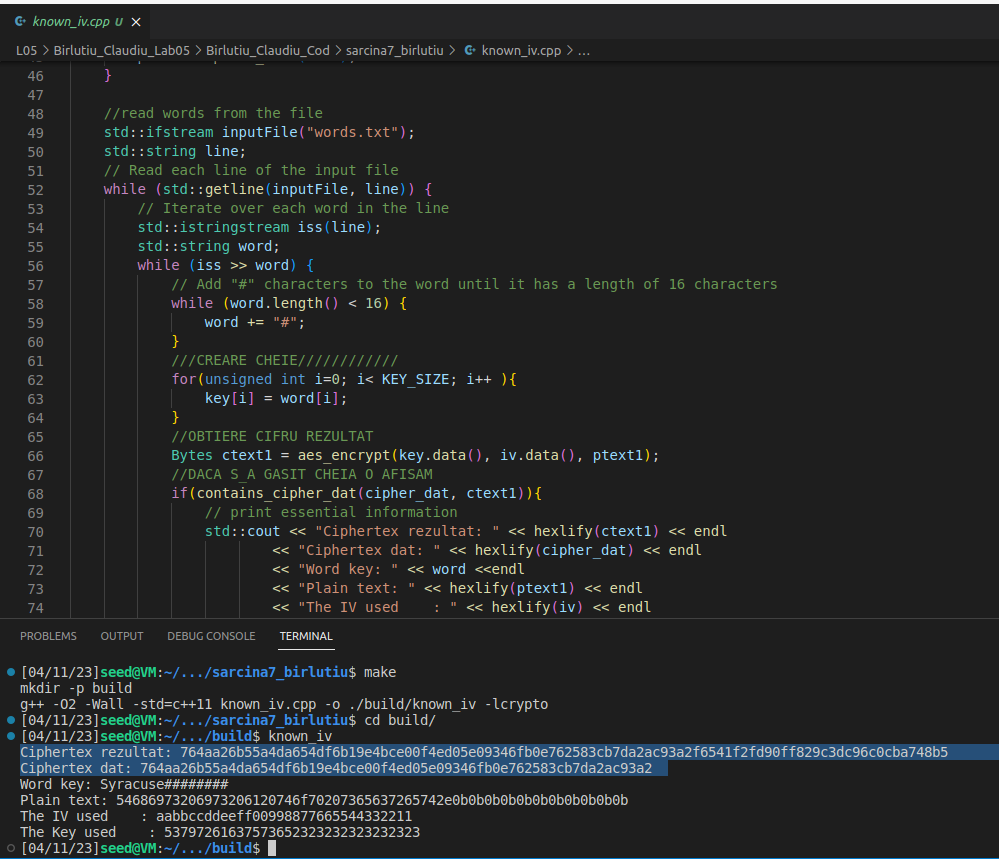 known_iv.cpp U
L05 > Birlutiu_Claudiu_Lab05 > Birlutiu_Claudiu_Cod > sarcina7_birlutiu > known_iv.cpp > ...
46 }
47
48 //read words from the file
49 std::ifstream inputFile("words.txt");
50 std::string line;
51 // Read each line of the input file
52 while (std::getline(inputFile, line)) {
53 // Iterate over each word in the line
54 std::istringstream iss(line);
55 std::string word;
56 while (iss >> word) {
57 // Add "#" characters to the word until it has a length of 16 characters
58 while (word.length() < 16) {
59 word += "#";
60 }
61 ///CREARE CHEIE////////////
62 for(unsigned int i=0; i< KEY_SIZE; i++ ){
63 key[i] = word[i];
64 }
65 //OBTIERE CIFRU REZULTAT
66 Bytes ctext1 = aes_encrypt(key.data(), iv.data(), ptext1);
67 //DACA S_A GASIT CHEIA O AFISAM
68 if(contains_cipher_dat(cipher_dat, ctext1)){
69 // print essential information
70 std::cout << "Ciphertex rezultat: " << hexlify(ctext1) << endl
71 << "Ciphertex dat: " << hexlify(cipher_dat) << endl
72 << "Word key: " << word <<endl
73 << "Plain text: " << hexlify(ptext1) << endl
74 << "The IV used    : " << hexlify(iv) << endl
PROBLEMS OUTPUT DEBUG CONSOLE TERMINAL
[04/11/23]seed@VM:~/.../sarcina7_birlutiu$ make
mkdir -p build
g++ -O2 -Wall -std=c++11 known_iv.cpp -o ./build/known_iv -lcrypto
[04/11/23]seed@VM:~/.../sarcina7_birlutiu$ cd build/
[04/11/23]seed@VM:~/.../build$ known_iv
Ciphertex rezultat: 764aa26b55a4da654df6b19e4bce00f4ed05e09346fb0e762583cb7da2ac93a2f6541f2fd90ff829c3dc96c0cba748b5
Ciphertex dat: 764aa26b55a4da654df6b19e4bce00f4ed05e09346fb0e762583cb7da2ac93a2
Word key: Syracuse########
Plain text: 54686973206973206120746f70207365637265742e0b0b0b0b0b0b0b0b0b0b0b
The IV used    : aabbccddeeff00998877665544332211
The Key used    : 53797261637573652323232323232323
[04/11/23]seed@VM:~/.../build$